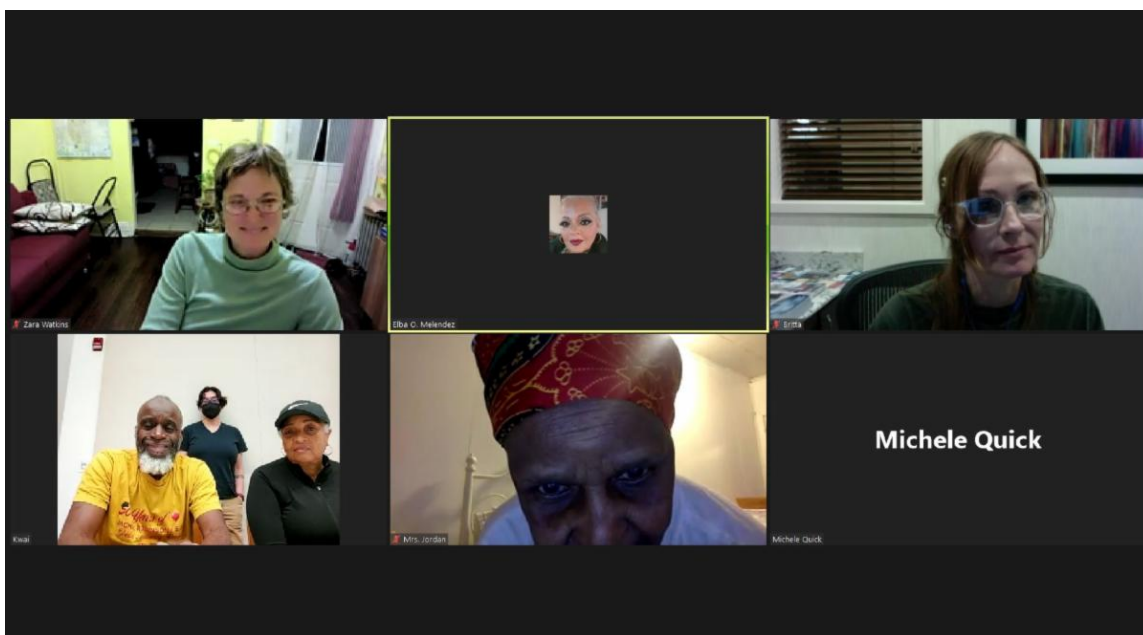 Zara Watkins
Elba O. Melendez
Britta
Kwai
Mrs. Jordan
Michele Quick
Michele Quick